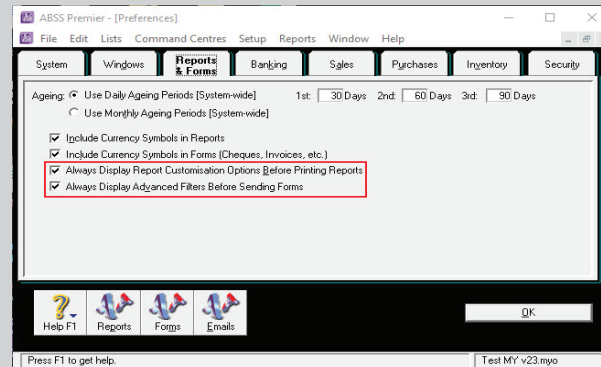 ABSS Premier - [Preferences]
File Edit Lists Command Centres Setup Reports Window Help
System Windows Reports & Forms Banking Sales Purchases Inventory Security
Ageing: Use Daily Ageing Periods [System-wide] 1st: 30 Days 2nd: 60 Days 3rd: 90 Days
Use Monthly Ageing Periods [System-wide]
Include Currency Symbols in Reports
Include Currency Symbols in Forms (Cheques, Invoices, etc.)
Always Display Report Customisation Options Before Printing Reports
Always Display Advanced Filters Before Sending Forms
Help F1 Reports Forms Emails OK
Press F1 to get help. Test MY v23.myo